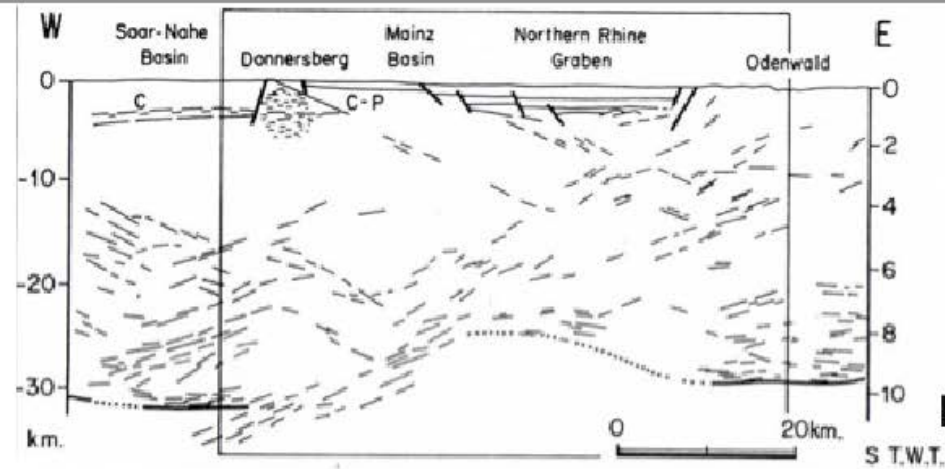 W
Saar-Nahe
Basin
Donnersberg
Mainz
Basin
Northern Rhine
Graben
Odenwald
E
0
C
C-P
0
2
-10
4
6
-20
8
-30
10
km.
0
20km.
S T.W.T.